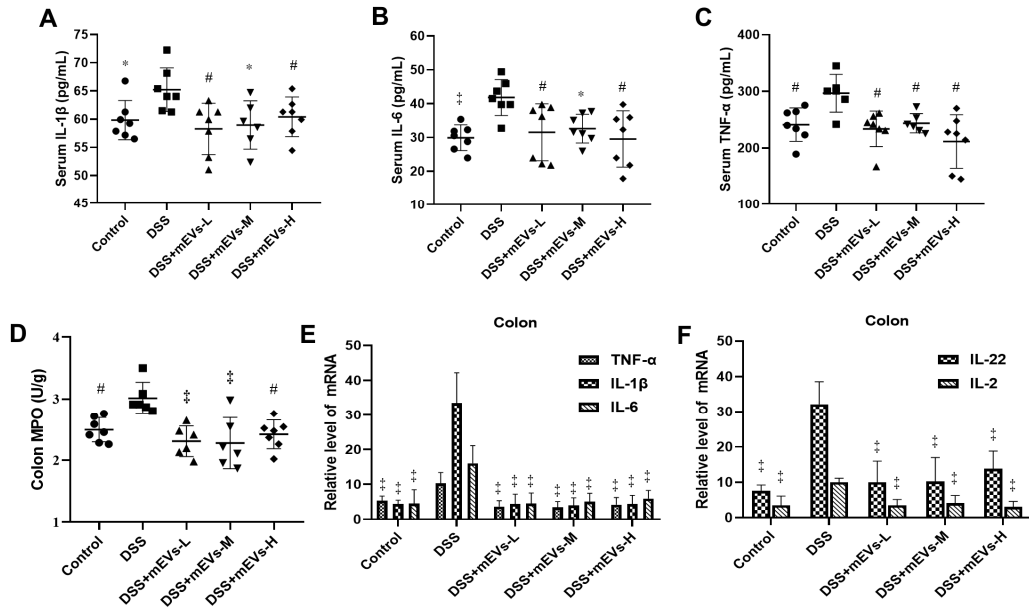 A
Serum IL-1β (pg/mL)
75
70
65
60
55
50
45
*
#
*
#
Control
DSS
DSS+mEVs-L
DSS+mEVs-M
DSS+mEVs-H
B
Serum IL-6 (pg/mL)
60
50
40
30
20
10
‡
#
*
#
Control
DSS
DSS+mEVs-L
DSS+mEVs-M
DSS+mEVs-H
C
Serum TNF-α (pg/mL)
400
300
200
100
#
#
#
#
Control
DSS
DSS+mEVs-L
DSS+mEVs-M
DSS+mEVs-H
D
Colon MPO (U/g)
4
3
2
1
#
‡
‡
#
Control
DSS
DSS+mEVs-L
DSS+mEVs-M
DSS+mEVs-H
E
Colon
Relative level of mRNA
50
40
30
20
10
0
TNF-α
IL-1β
IL-6
‡ ‡ ‡
‡ ‡ ‡
‡ ‡ ‡
‡ ‡ ‡
Control
DSS
DSS+mEVs-L
DSS+mEVs-M
DSS+mEVs-H
F
Colon
Relative level of mRNA
50
40
30
20
10
0
IL-22
IL-2
‡ ‡
‡ ‡
‡ ‡
‡ ‡
Control
DSS
DSS+mEVs-L
DSS+mEVs-M
DSS+mEVs-H